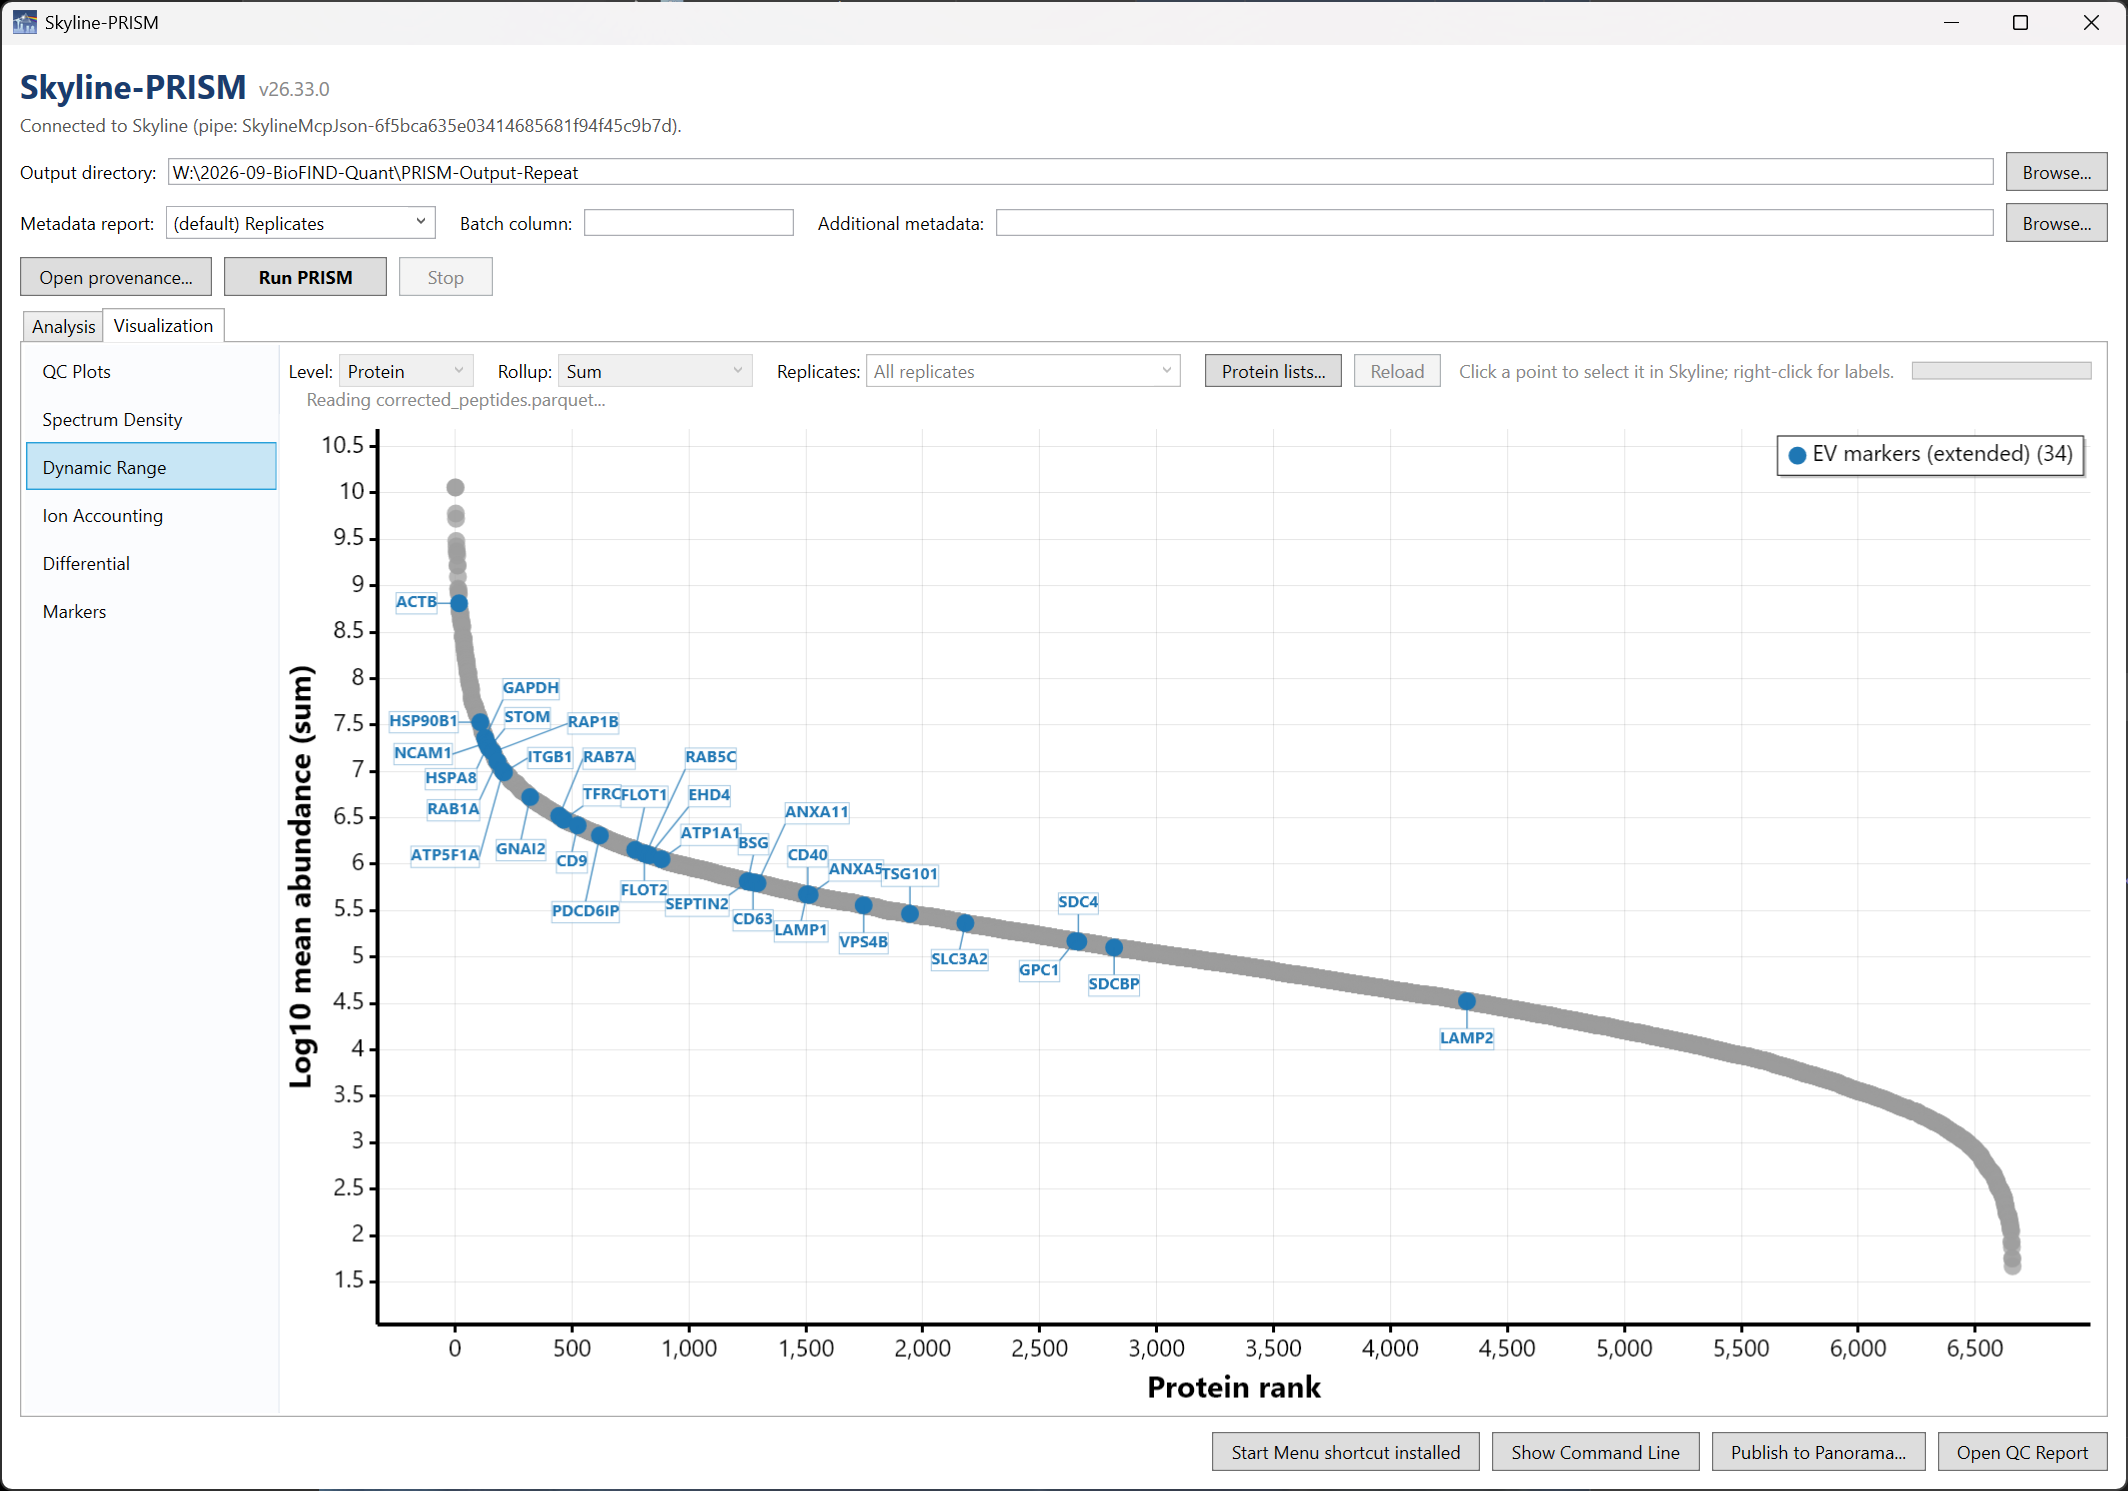 Skyline-PRISM
Skyline-PRISM v26.33.0
Connected to Skyline (pipe: SkylineMcpJson-6f5bca635e03414685681f94f45c9b7d).
Output directory: W:\2026-09-BioFIND-Quant\PRISM-Output-Repeat Browse...
Metadata report: (default) Replicates Batch column: Additional metadata: Browse...
Open provenance... Run PRISM Stop
Analysis Visualization
QC Plots
Spectrum Density
Dynamic Range
Ion Accounting
Differential
Markers
Level: Protein Rollup: Sum Replicates: All replicates Protein lists... Reload Click a point to select it in Skyline; right-click for labels.
Reading corrected_peptides.parquet...
EV markers (extended) (34)
Log10 mean abundance (sum)
10.5
10
9.5
9
8.5
8
7.5
7
6.5
6
5.5
5
4.5
4
3.5
3
2.5
2
1.5
ACTB
GAPDH
HSP90B1
STOM
RAP1B
NCAM1
ITGB1
RAB7A
RAB5C
HSPA8
TFRC
FLOT1
EHD4
RAB1A
ANXA11
ATP1A1
BSG
GNAI2
ATP5F1A
CD9
CD40
ANXA5
TSG101
FLOT2
SEPTIN2
PDCD6IP
CD63
LAMP1
VPS4B
SDC4
SLC3A2
GPC1
SDCBP
LAMP2
0 500 1,000 1,500 2,000 2,500 3,000 3,500 4,000 4,500 5,000 5,500 6,000 6,500
Protein rank
Start Menu shortcut installed Show Command Line Publish to Panorama... Open QC Report